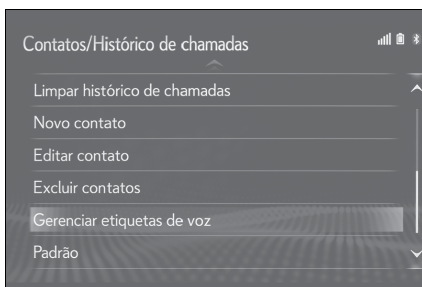 Contatos/Histórico de chamadas
Limpar histórico de chamadas
Novo contato
Editar contato
Excluir contatos
Gerenciar etiquetas de voz
Padrão